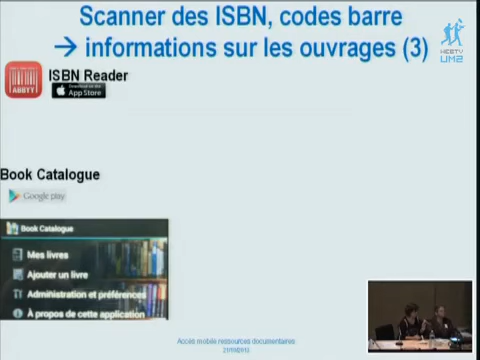 Scanner des ISBN, codes barre
→ informations sur les ouvrages (3)
WEBTV
UM2
ABBYY
ISBN Reader
App Store
Book Catalogue
Google play
Book Catalogue
Mes livres
Ajouter un livre
Administration et préférences
À propos de cette application
Accès mobile ressources documentaires